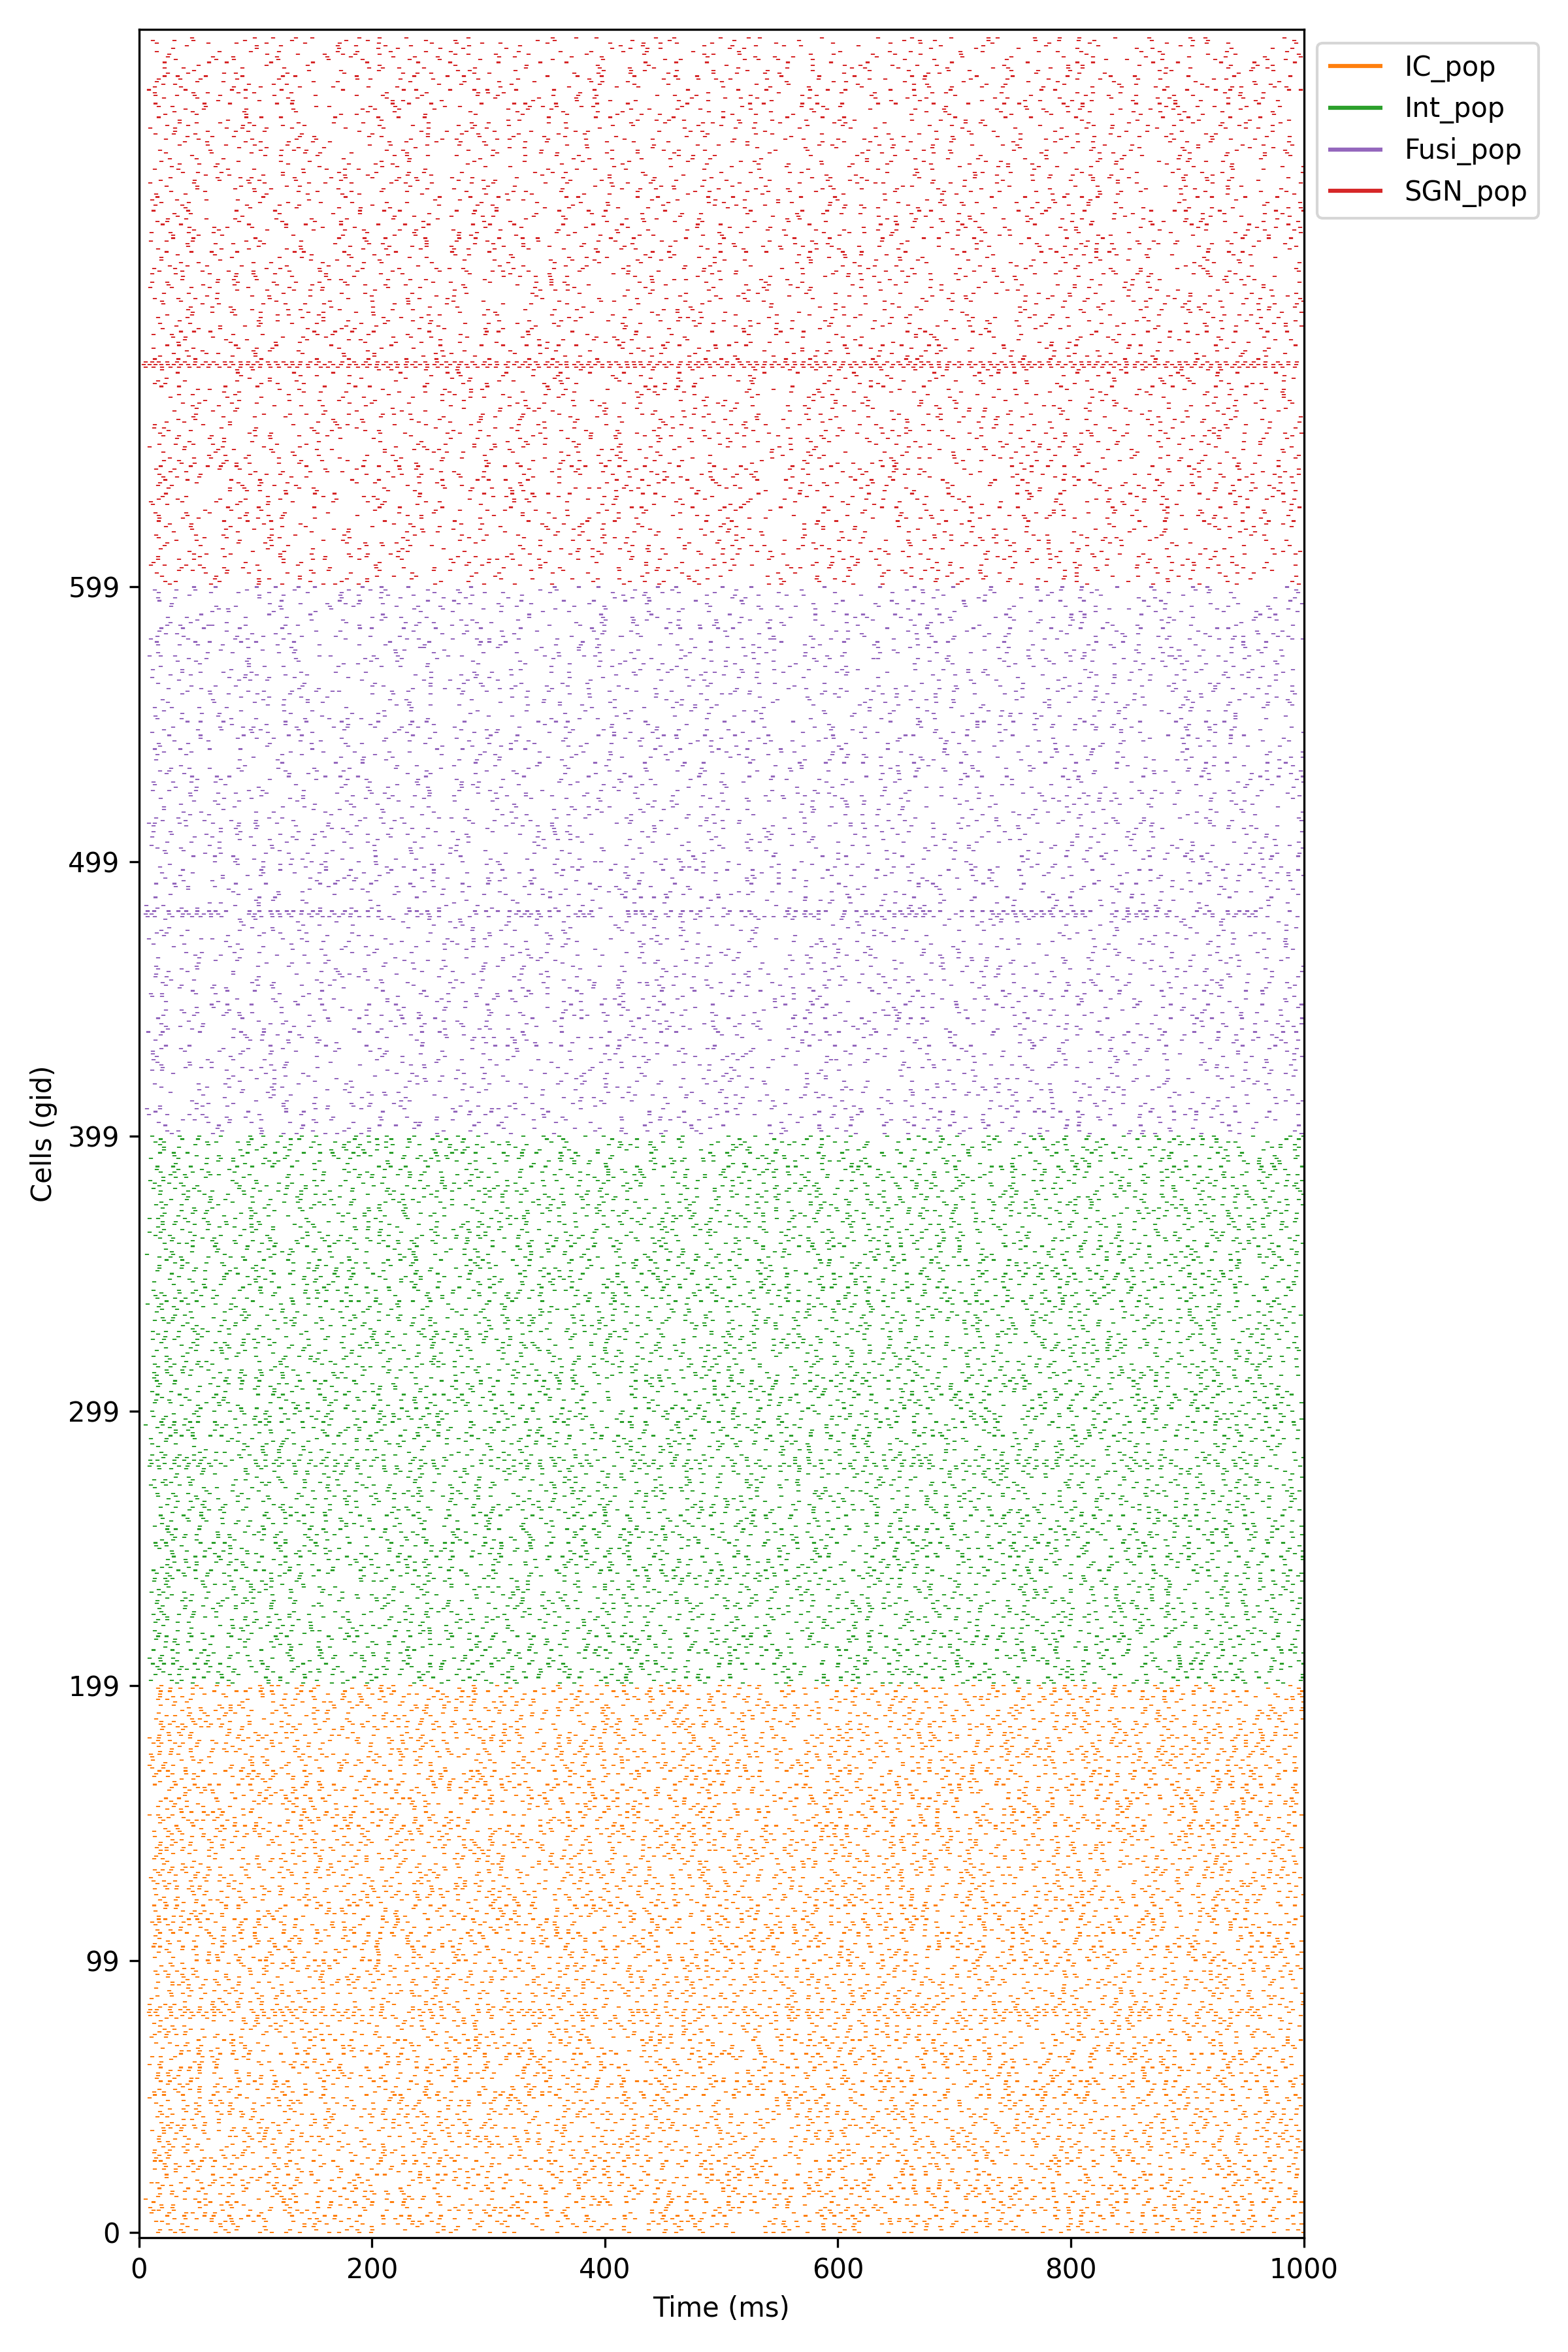 IC_pop
Int_pop
Fusi_pop
SGN_pop
599
499
399
299
199
99
0
Cells (gid)
0 200 400 600 800 1000
Time (ms)